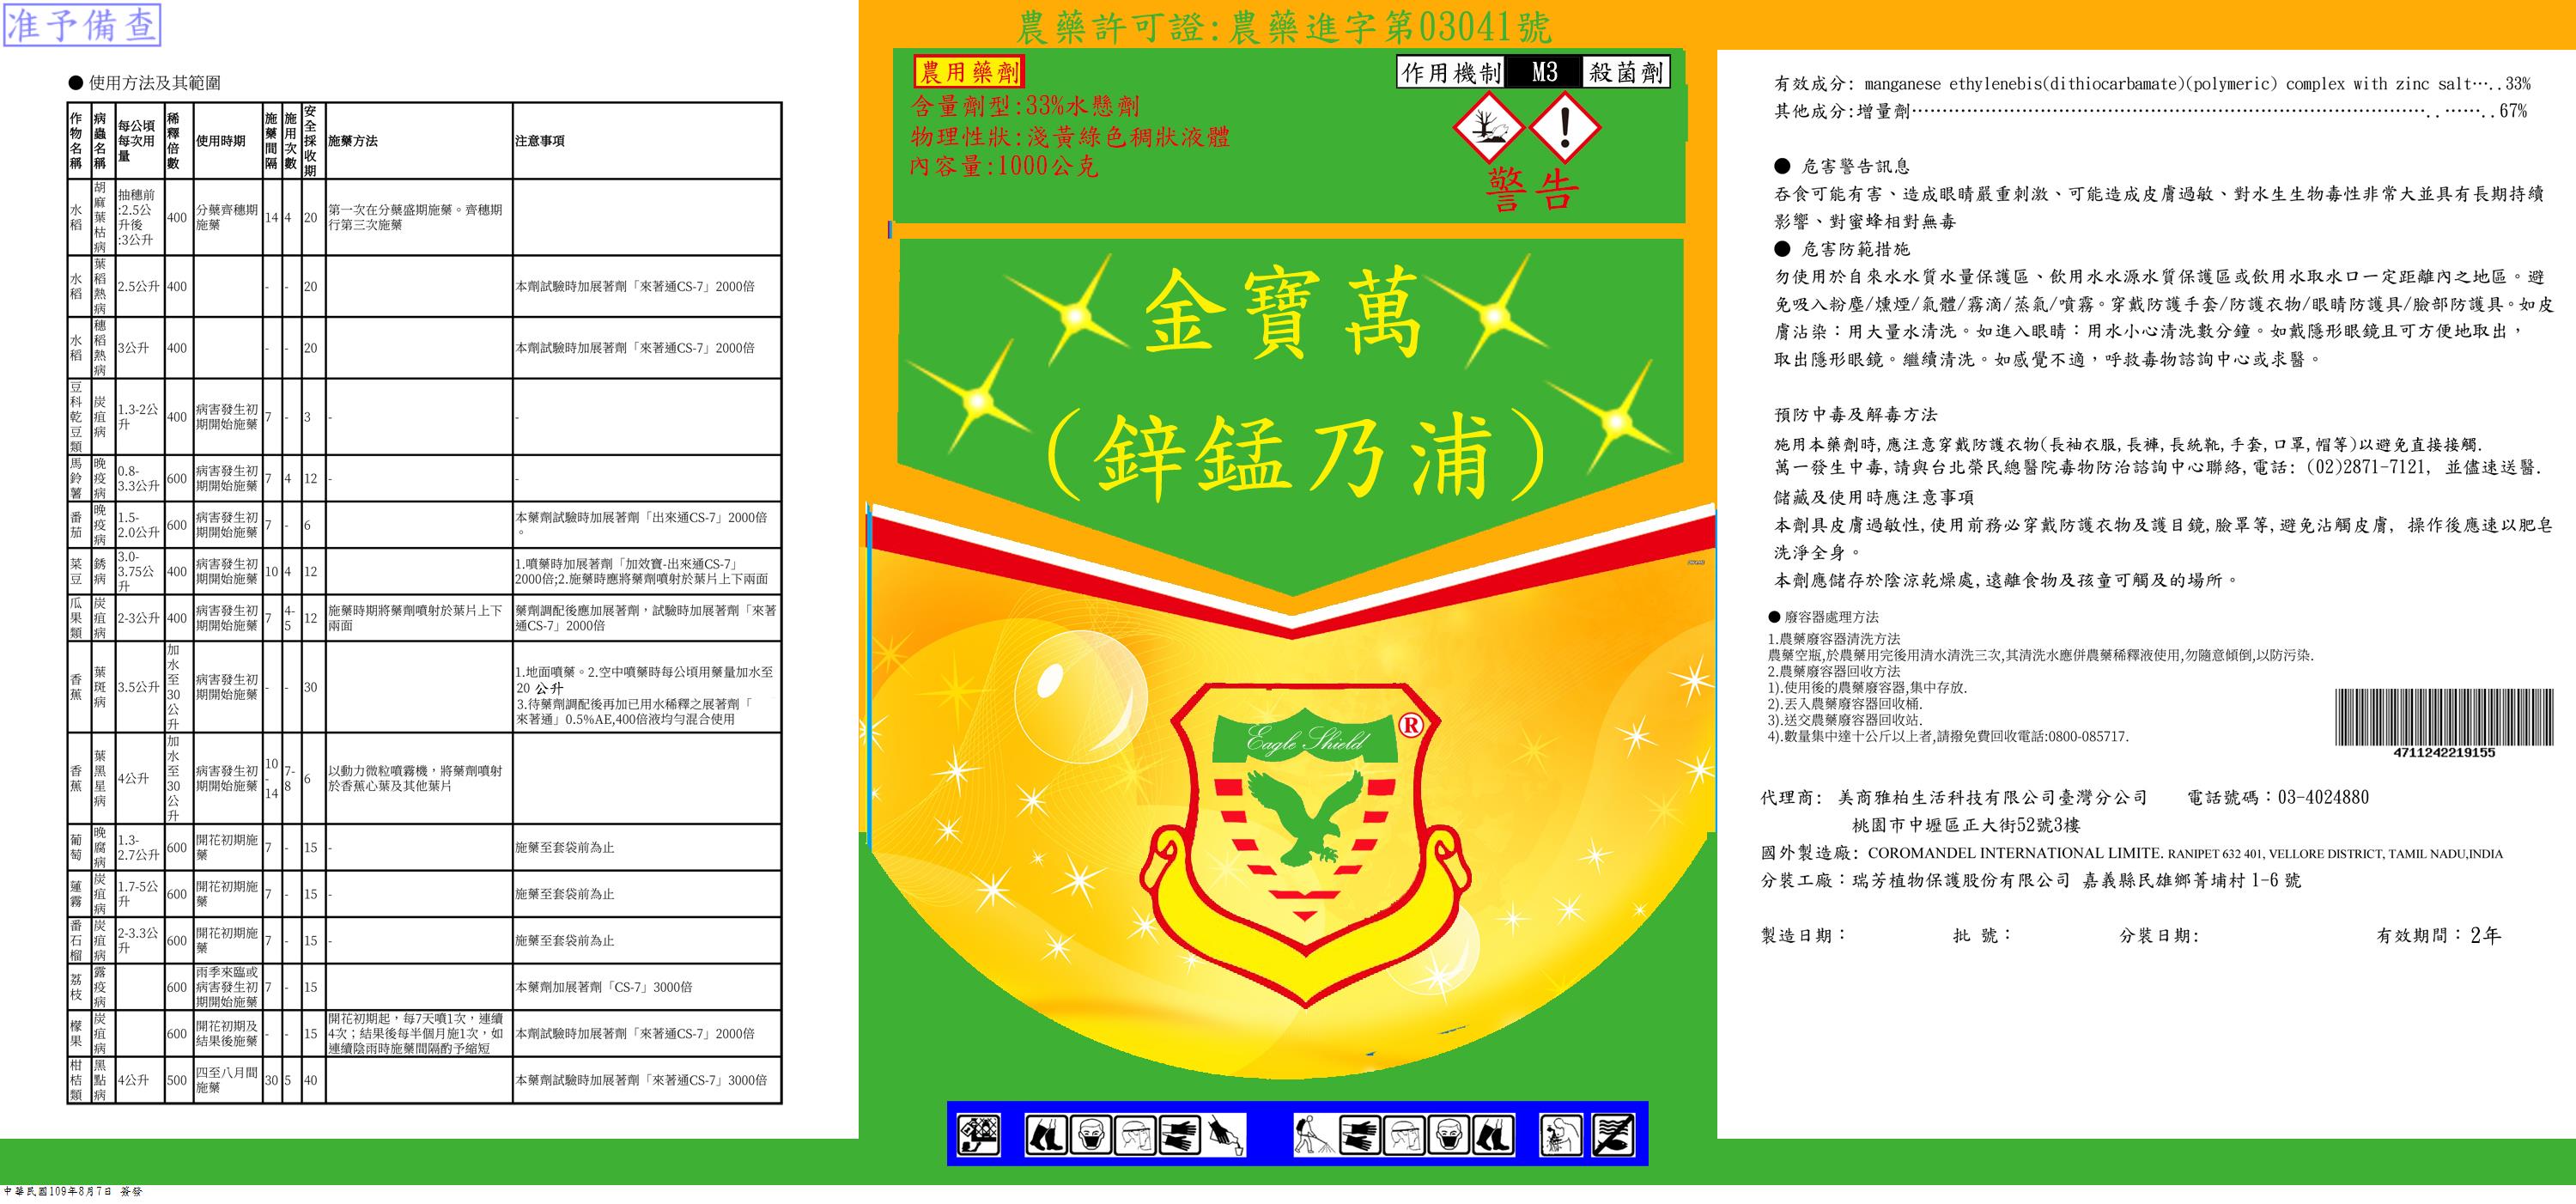 准予備查
● 使用方法及其範圍
作物名稱 病蟲名稱 每公頃每次用量 稀釋倍數 使用時期 施藥間隔 施用次數 安全採收期 施藥方法 注意事項
水稻 胡麻葉枯病 抽穗前:2.5公升後:3公升 400 分蘗齊穗期施藥 14 4 20 第一次在分蘗盛期施藥。齊穗期行第三次施藥
水稻 葉稻熱病 2.5公升 400 - - 20 本劑試驗時加展著劑「來著通CS-7」2000倍
水稻 穗稻熱病 3公升 400 - - 20 本劑試驗時加展著劑「來著通CS-7」2000倍
豆科乾豆類 炭疽病 1.3-2公升 400 病害發生初期開始施藥 7 - 3 - -
馬鈴薯 晚疫病 0.8-3.3公升 600 病害發生初期開始施藥 7 4 12 - -
番茄 晚疫病 1.5-2.0公升 600 病害發生初期開始施藥 7 - 6 本藥劑試驗時加展著劑「出來通CS-7」2000倍。
菜豆 銹病 3.0-3.75公升 400 病害發生初期開始施藥 10 4 12 1.噴藥時加展著劑「加效寶-出來通CS-7」2000倍;2.施藥時應將藥劑噴射於葉片上下兩面
瓜果類 炭疽病 2-3公升 400 病害發生初期開始施藥 7 4-5 12 施藥時期將藥劑噴射於葉片上下兩面 藥劑調配後應加展著劑，試驗時加展著劑「來著通CS-7」2000倍
香蕉 葉斑病 3.5公升 加水至30公升 病害發生初期開始施藥 - - 30 1.地面噴藥。2.空中噴藥時每公頃用藥量加水至20 公升 3.待藥劑調配後再加已用水稀釋之展著劑「來著通」0.5%AE,400倍液均勻混合使用
香蕉 葉黑星病 4公升 加水至30公升 病害發生初期開始施藥 10-14 7-8 6 以動力微粒噴霧機，將藥劑噴射於香蕉心葉及其他葉片
葡萄 晚腐病 1.3-2.7公升 600 開花初期施藥 7 - 15 - 施藥至套袋前為止
蓮霧 炭疽病 1.7-5公升 600 開花初期施藥 7 - 15 - 施藥至套袋前為止
番石榴 炭疽病 2-3.3公升 600 開花初期施藥 7 - 15 - 施藥至套袋前為止
荔枝 露疫病 600 雨季來臨或病害發生初期開始施藥 7 - 15 本藥劑加展著劑「CS-7」3000倍
檬果 炭疽病 600 開花初期及結果後施藥 - - 15 開花初期起，每7天噴1次，連續4次；結果後每半個月施1次，如連續陰雨時施藥間隔酌予縮短 本劑試驗時加展著劑「來著通CS-7」2000倍
柑桔類 黑點病 4公升 500 四至八月間施藥 30 5 40 本藥劑試驗時加展著劑「來著通CS-7」3000倍
中華民國109年8月7日 簽發
農藥許可證:農藥進字第03041號
農用藥劑
作用機制 M3 殺菌劑
含量劑型:33%水懸劑
物理性狀:淺黃綠色稠狀液體
內容量:1000公克
警告
金寶萬
(鋅錳乃浦)
Eagle Shield ®
有效成分: manganese ethylenebis(dithiocarbamate)(polymeric) complex with zinc salt…..33%
其他成分:增量劑……………………………………………………………………..……..67%
● 危害警告訊息
吞食可能有害、造成眼睛嚴重刺激、可能造成皮膚過敏、對水生生物毒性非常大並具有長期持續
影響、對蜜蜂相對無毒
● 危害防範措施
勿使用於自來水水質水量保護區、飲用水水源水質保護區或飲用水取水口一定距離內之地區。避
免吸入粉塵/燻煙/氣體/霧滴/蒸氣/噴霧。穿戴防護手套/防護衣物/眼睛防護具/臉部防護具。如皮
膚沾染：用大量水清洗。如進入眼睛：用水小心清洗數分鐘。如戴隱形眼鏡且可方便地取出，
取出隱形眼鏡。繼續清洗。如感覺不適，呼救毒物諮詢中心或求醫。
預防中毒及解毒方法
施用本藥劑時,應注意穿戴防護衣物(長袖衣服,長褲,長統靴,手套,口罩,帽等)以避免直接接觸.
萬一發生中毒,請與台北榮民總醫院毒物防治諮詢中心聯絡,電話: (02)2871-7121, 並儘速送醫.
儲藏及使用時應注意事項
本劑具皮膚過敏性,使用前務必穿戴防護衣物及護目鏡,臉罩等,避免沾觸皮膚, 操作後應速以肥皂
洗淨全身。
本劑應儲存於陰涼乾燥處,遠離食物及孩童可觸及的場所。
● 廢容器處理方法
1.農藥廢容器清洗方法
農藥空瓶,於農藥用完後用清水清洗三次,其清洗水應併農藥稀釋液使用,勿隨意傾倒,以防污染.
2.農藥廢容器回收方法
1).使用後的農藥廢容器,集中存放.
2).丟入農藥廢容器回收桶.
3).送交農藥廢容器回收站.
4).數量集中達十公斤以上者,請撥免費回收電話:0800-085717.
4711242219155
代理商: 美商雅柏生活科技有限公司臺灣分公司 電話號碼：03-4024880
桃園市中壢區正大街52號3樓
國外製造廠: COROMANDEL INTERNATIONAL LIMITE. RANIPET 632 401, VELLORE DISTRICT, TAMIL NADU,INDIA
分裝工廠：瑞芳植物保護股份有限公司 嘉義縣民雄鄉菁埔村 1-6 號
製造日期： 批 號： 分裝日期: 有效期間：2年